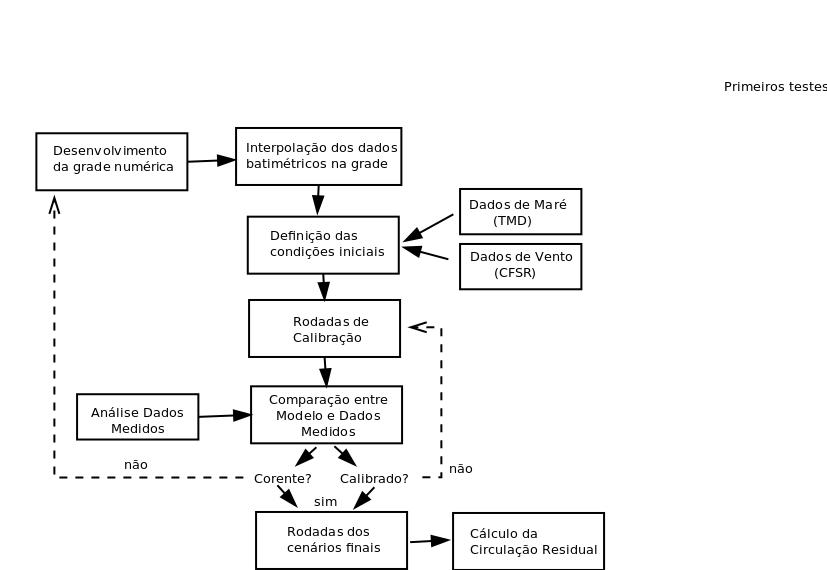 Primeiros testes
Desenvolvimento
da grade numérica
Interpolação dos dados
batimétricos na grade
Dados de Maré
(TMD)
Definição das
condições iniciais
Dados de Vento
(CFSR)
Rodadas de
Calibração
Comparação entre
Modelo e Dados
Medidos
Análise Dados
Medidos
não
Corente?
Calibrado?
não
sim
Rodadas dos
cenários finais
Cálculo da
Circulação Residual